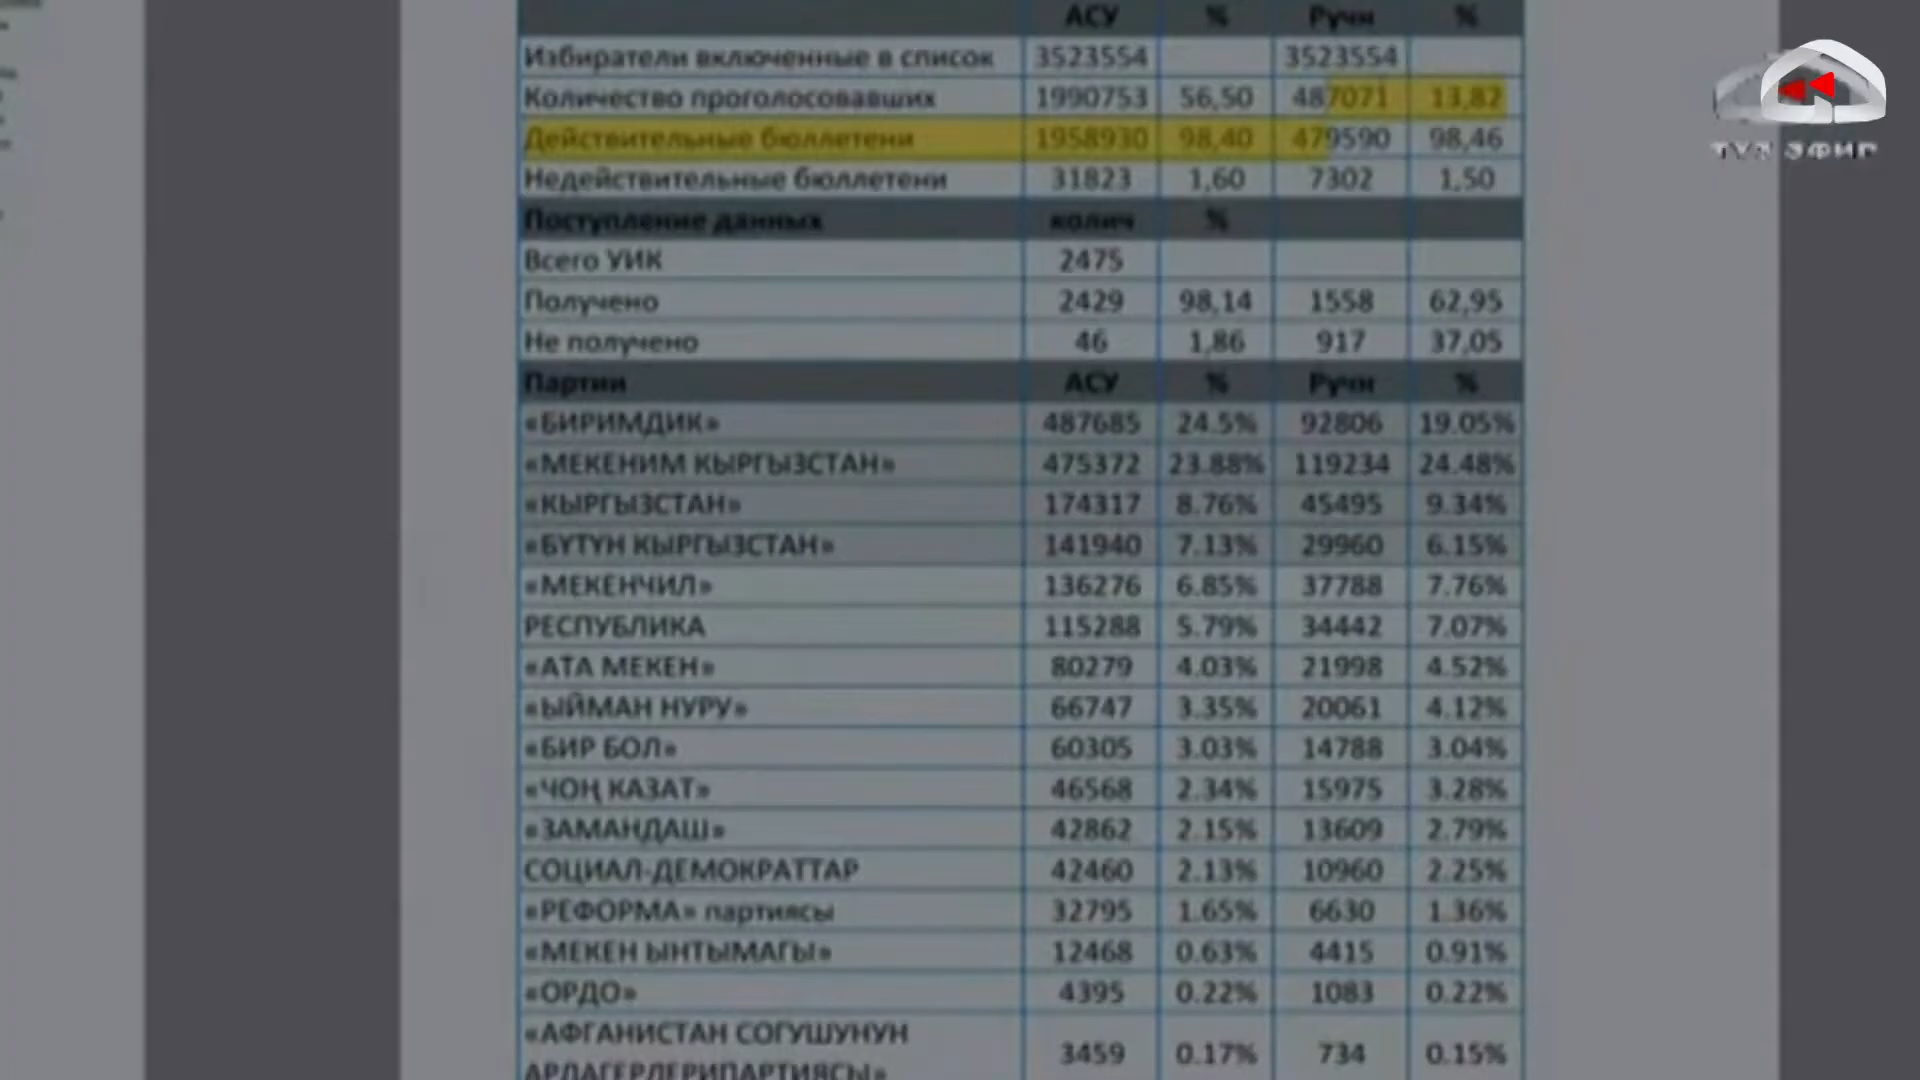 АСУ % Ручн %
Избиратели включенные в список 3523554 3523554
Количество проголосовавших 1990753 56,50 487071 13,82
Действительные бюллетени 1958930 98,40 479590 98,46
Недействительные бюллетени 31823 1,60 7302 1,50
Поступление данных колич %
Всего УИК 2475
Получено 2429 98,14 1558 62,95
Не получено 46 1,86 917 37,05
Партии АСУ % Ручн %
«БИРИМДИК» 487685 24.5% 92806 19.05%
«МЕКЕНИМ КЫРГЫЗСТАН» 475372 23.88% 119234 24.48%
«КЫРГЫЗСТАН» 174317 8.76% 45495 9.34%
«БҮТҮН КЫРГЫЗСТАН» 141940 7.13% 29960 6.15%
«МЕКЕНЧИЛ» 136276 6.85% 37788 7.76%
РЕСПУБЛИКА 115288 5.79% 34442 7.07%
«АТА МЕКЕН» 80279 4.03% 21998 4.52%
«ЫЙМАН НУРУ» 66747 3.35% 20061 4.12%
«БИР БОЛ» 60305 3.03% 14788 3.04%
«ЧОҢ КАЗАТ» 46568 2.34% 15975 3.28%
«ЗАМАНДАШ» 42862 2.15% 13609 2.79%
СОЦИАЛ-ДЕМОКРАТТАР 42460 2.13% 10960 2.25%
«РЕФОРМА» партиясы 32795 1.65% 6630 1.36%
«МЕКЕН ЫНТЫМАГЫ» 12468 0.63% 4415 0.91%
«ОРДО» 4395 0.22% 1083 0.22%
«АФГАНИСТАН СОГУШУНУН
АРДАГЕРЛЕРИПАРТИЯСЫ» 3459 0.17% 734 0.15%
ТҮЗ ЭФИР